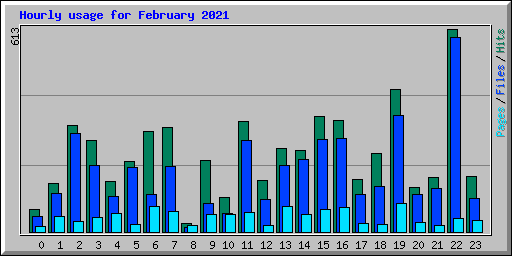 Hourly usage for February 2021
613
Pages/Files/Hits
0 1 2 3 4 5 6 7 8 9 10 11 12 13 14 15 16 17 18 19 20 21 22 23